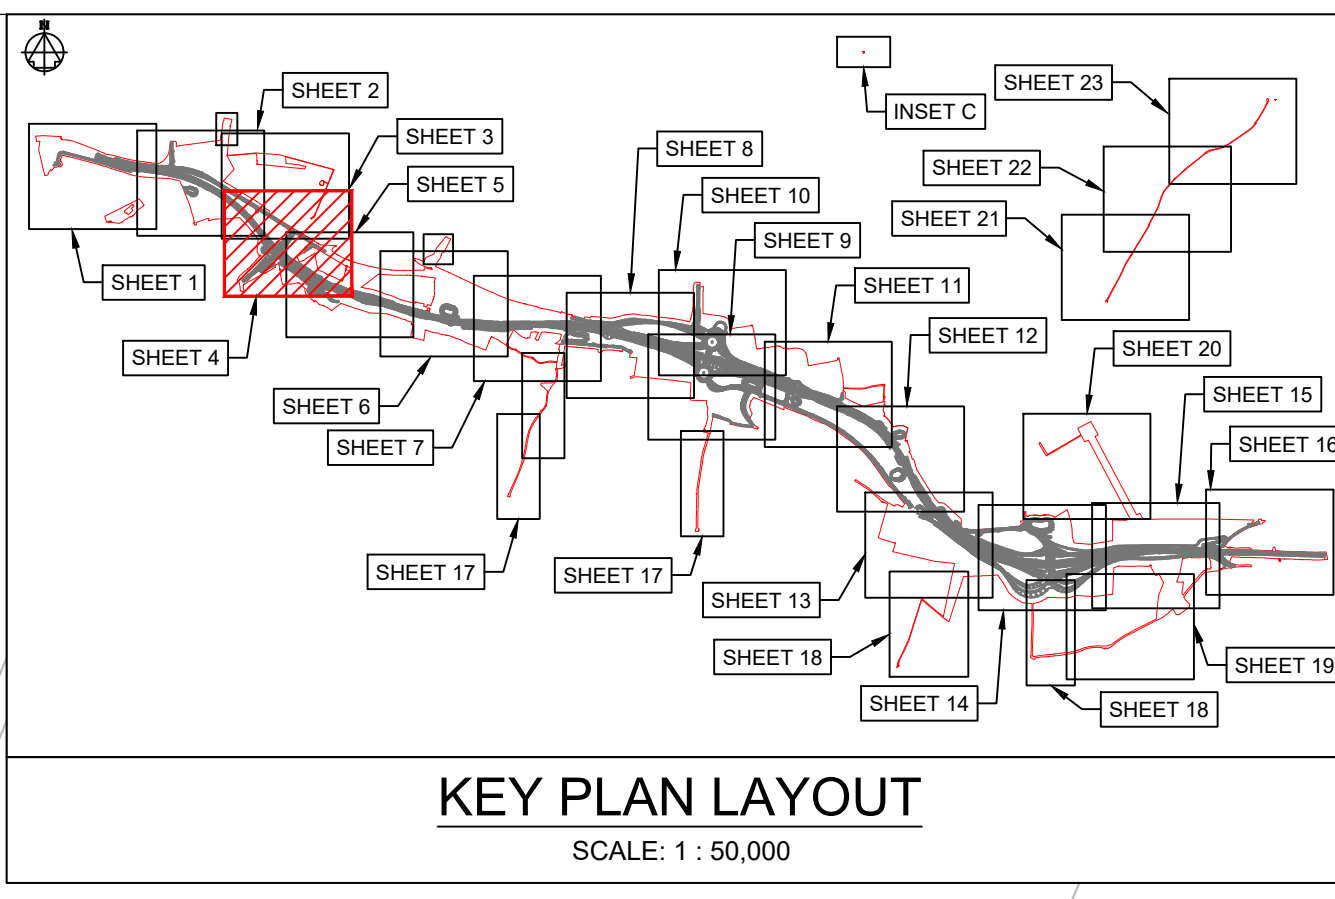 N
SHEET 2
SHEET 3
SHEET 5
SHEET 8
SHEET 10
SHEET 9
SHEET 11
SHEET 12
INSET C
SHEET 23
SHEET 22
SHEET 21
SHEET 1
SHEET 4
SHEET 6
SHEET 7
SHEET 20
SHEET 15
SHEET 16
SHEET 17
SHEET 17
SHEET 13
SHEET 18
SHEET 14
SHEET 19
SHEET 18
KEY PLAN LAYOUT
SCALE: 1 : 50,000